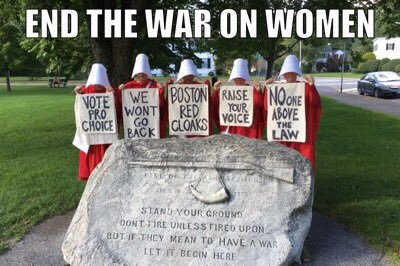 END THE WAR ON WOMEN
VOTE
PRO
CHOICE
WE
WONT
GO
BACK
BOSTON
RED
CLOAKS
RAISE
YOUR
VOICE
NO ONE
ABOVE
THE
LAW
STAND YOUR GROUND
DONT FIRE UNLESS FIRED UPON
BUT IF THEY MEAN TO HAVE A WAR
LET IT BEGIN HERE